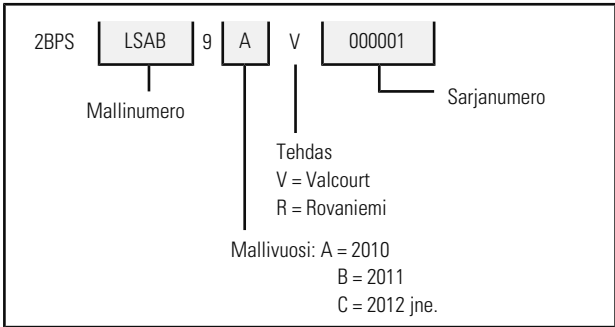 2BPS LSAB 9 A V 000001
Mallinumero
Sarjanumero
Tehdas
V = Valcourt
R = Rovaniemi
Mallivuosi: A = 2010
B = 2011
C = 2012 jne.